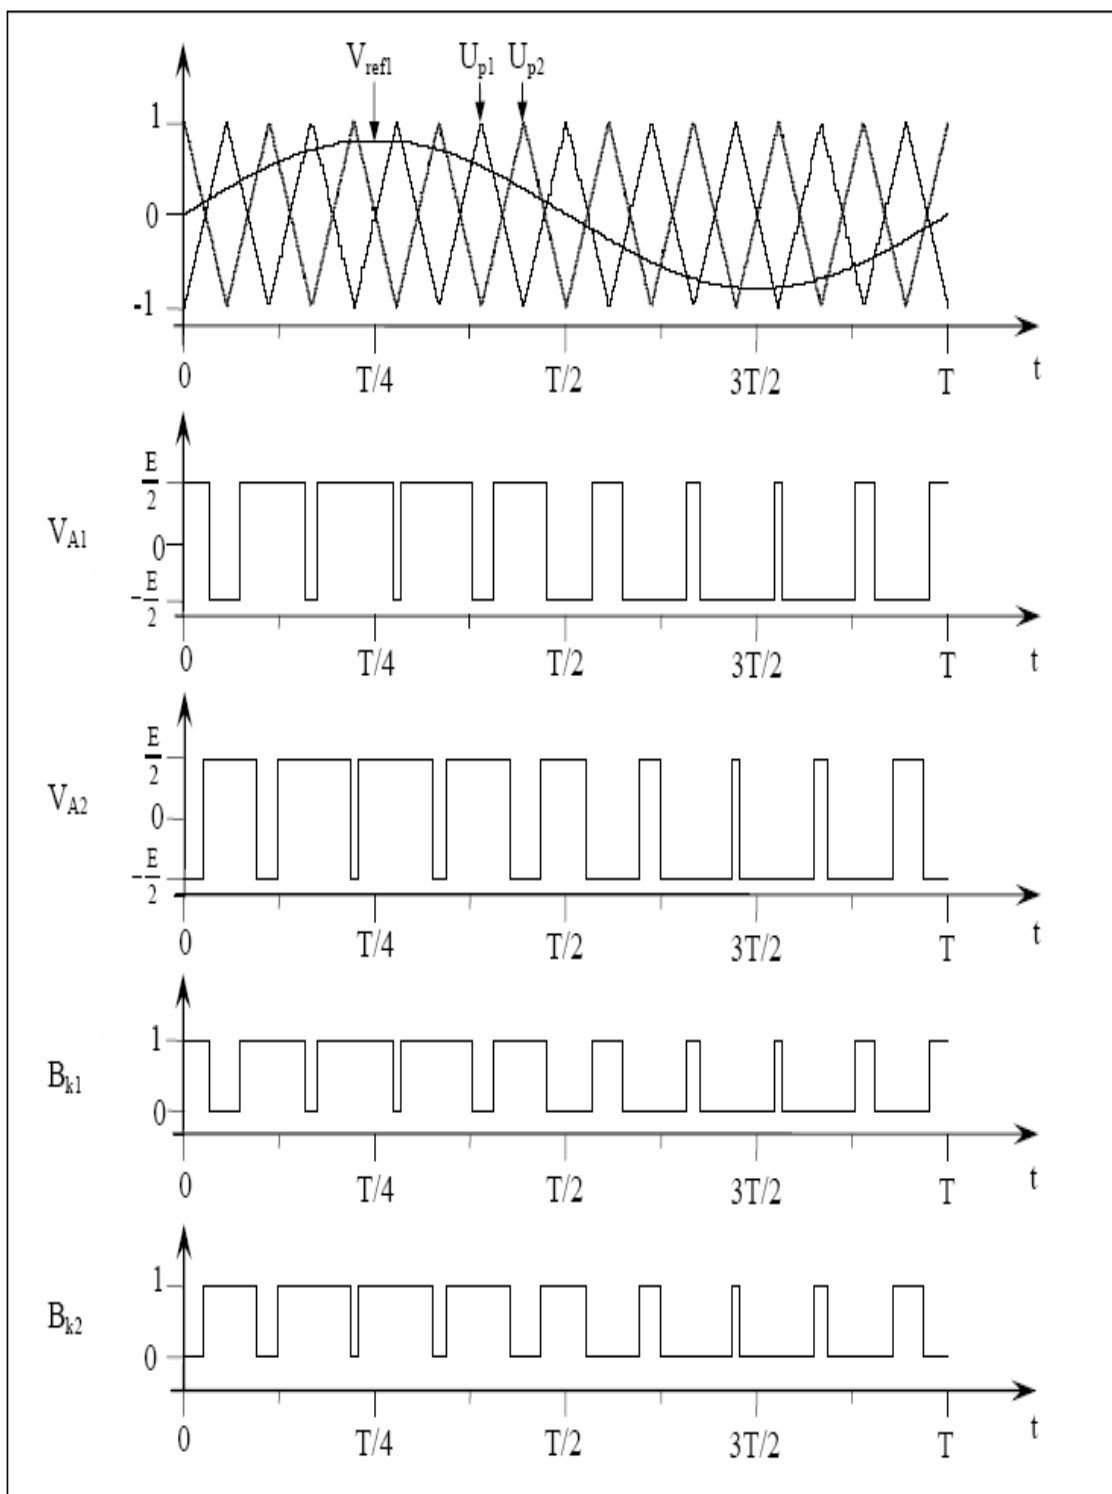 V_ref1 U_p1 U_p2
1
0
-1
0 T/4 T/2 3T/2 T t
V_A1
E/2
0
-E/2
0 T/4 T/2 3T/2 T t
V_A2
E/2
0
-E/2
0 T/4 T/2 3T/2 T t
B_k1
1
0
0 T/4 T/2 3T/2 T t
B_k2
1
0
0 T/4 T/2 3T/2 T t